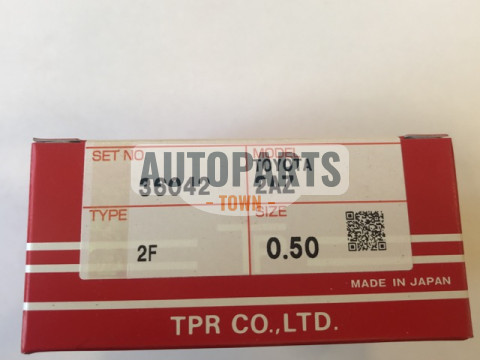 SET NO
MODEL
TOYOTA
36042
2AZ
AUTOPARTS
- TOWN -
TYPE
SIZE
2F
0.50
MADE IN JAPAN
TPR CO.,LTD.